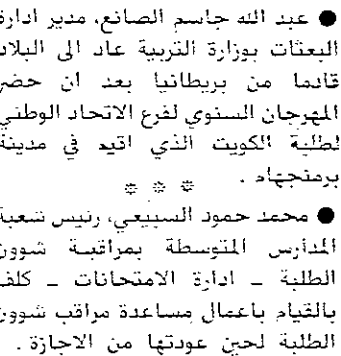 ● عبد الله جاسم الصانع، مدير ادارة
البعثات بوزارة التربية عاد الى البلاد
قادما من بريطانيا بعد ان حضر
المهرجان السنوي لفرع الاتحاد الوطني
لطلبة الكويت الذي اقيم في مدينة
برمنجهام .
* * *
● محمد حمود السبيعي، رئيس شعبة
المدارس المتوسطة بمراقبة شوون
الطلبة ـ ادارة الامتحانات ـ كلف
بالقيام باعمال مساعدة مراقب شوون
الطلبة لحين عودتها من الاجازة .